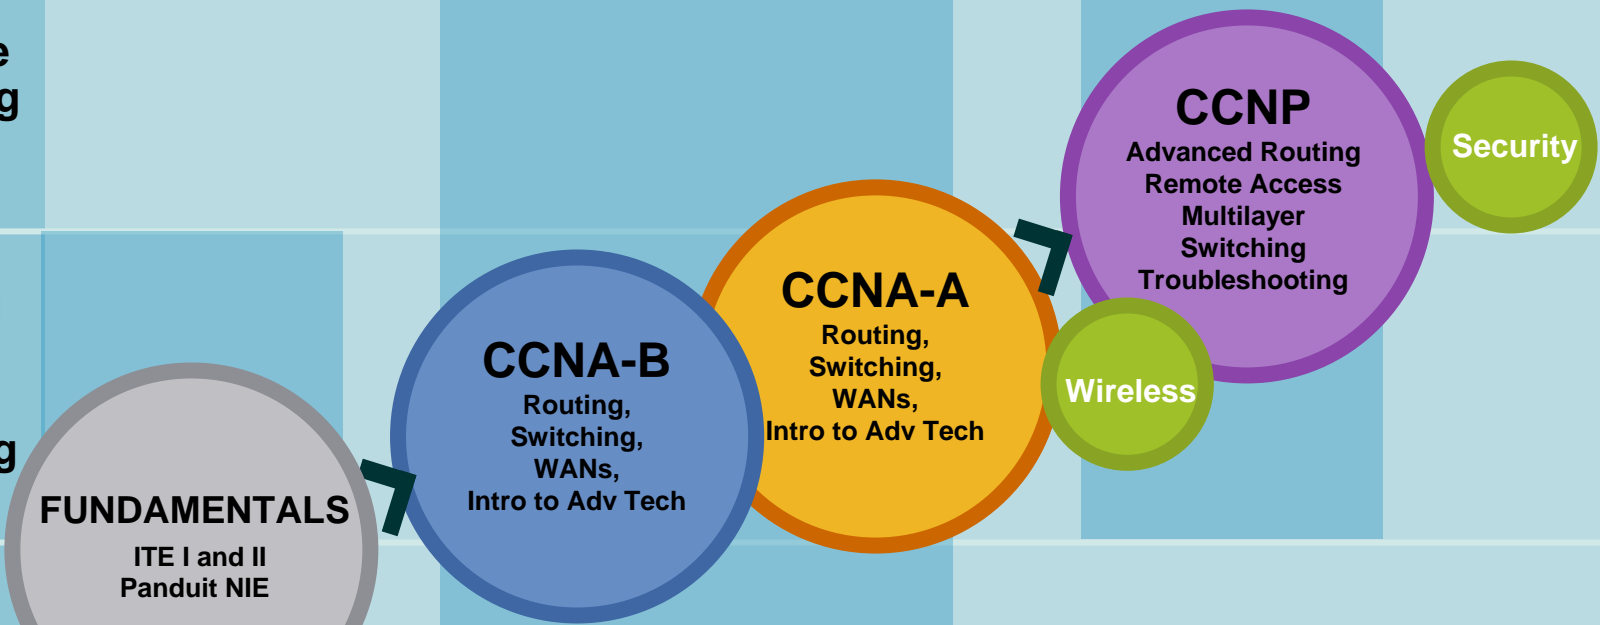 CCNP
Advanced Routing
Remote Access
Multilayer
Switching
Troubleshooting
Security
CCNA-A
Routing,
Switching,
WANs,
Intro to Adv Tech
Wireless
CCNA-B
Routing,
Switching,
WANs,
Intro to Adv Tech
FUNDAMENTALS
ITE I and II
Panduit NIE